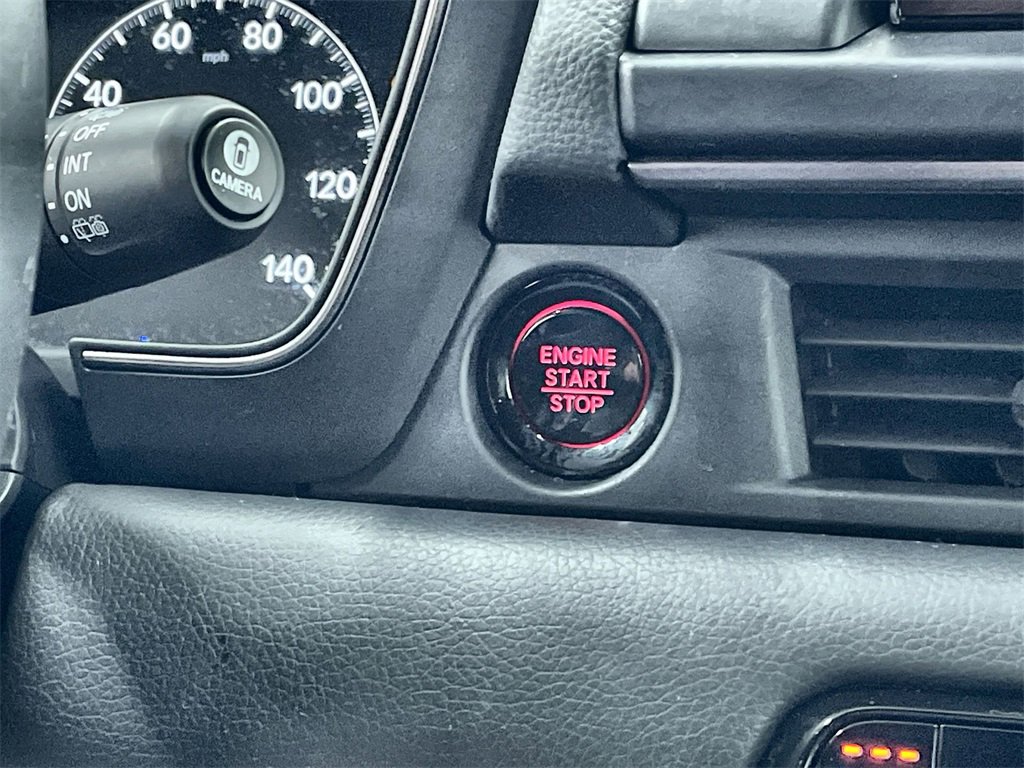 60
80
mph
40
100
OFF
INT
ON
CAMERA
120
140
ENGINE
START
STOP